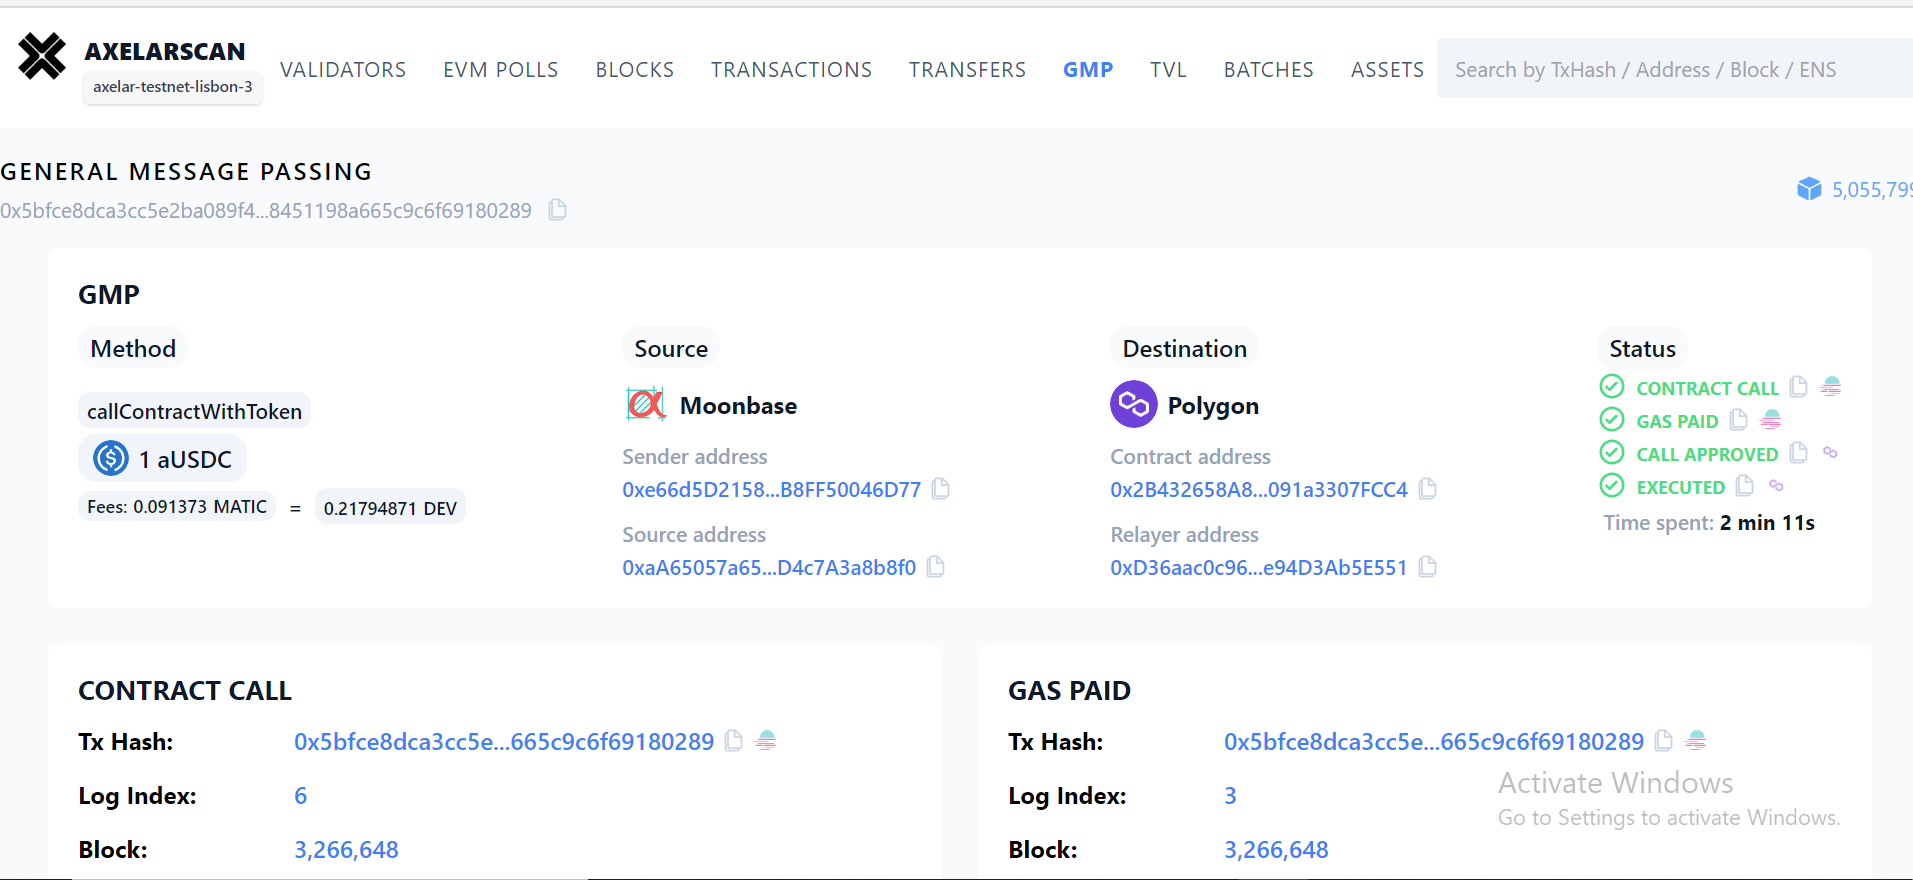 AXELARSCAN
axelar-testnet-lisbon-3
VALIDATORS EVM POLLS BLOCKS TRANSACTIONS TRANSFERS GMP TVL BATCHES ASSETS Search by TxHash / Address / Block / ENS
GENERAL MESSAGE PASSING
0x5bfce8dca3cc5e2ba089f4...8451198a665c9c6f69180289
5,055,799
GMP
Method
callContractWithToken
1 aUSDC
Fees: 0.091373 MATIC = 0.21794871 DEV
Source
Moonbase
Sender address
0xe66d5D2158...B8FF50046D77
Source address
0xaA65057a65...D4c7A3a8b8f0
Destination
Polygon
Contract address
0x2B432658A8...091a3307FCC4
Relayer address
0xD36aac0c96...e94D3Ab5E551
Status
CONTRACT CALL
GAS PAID
CALL APPROVED
EXECUTED
Time spent: 2 min 11s
CONTRACT CALL
Tx Hash: 0x5bfce8dca3cc5e...665c9c6f69180289
Log Index: 6
Block: 3,266,648
GAS PAID
Tx Hash: 0x5bfce8dca3cc5e...665c9c6f69180289
Log Index: 3
Block: 3,266,648
Activate Windows
Go to Settings to activate Windows.